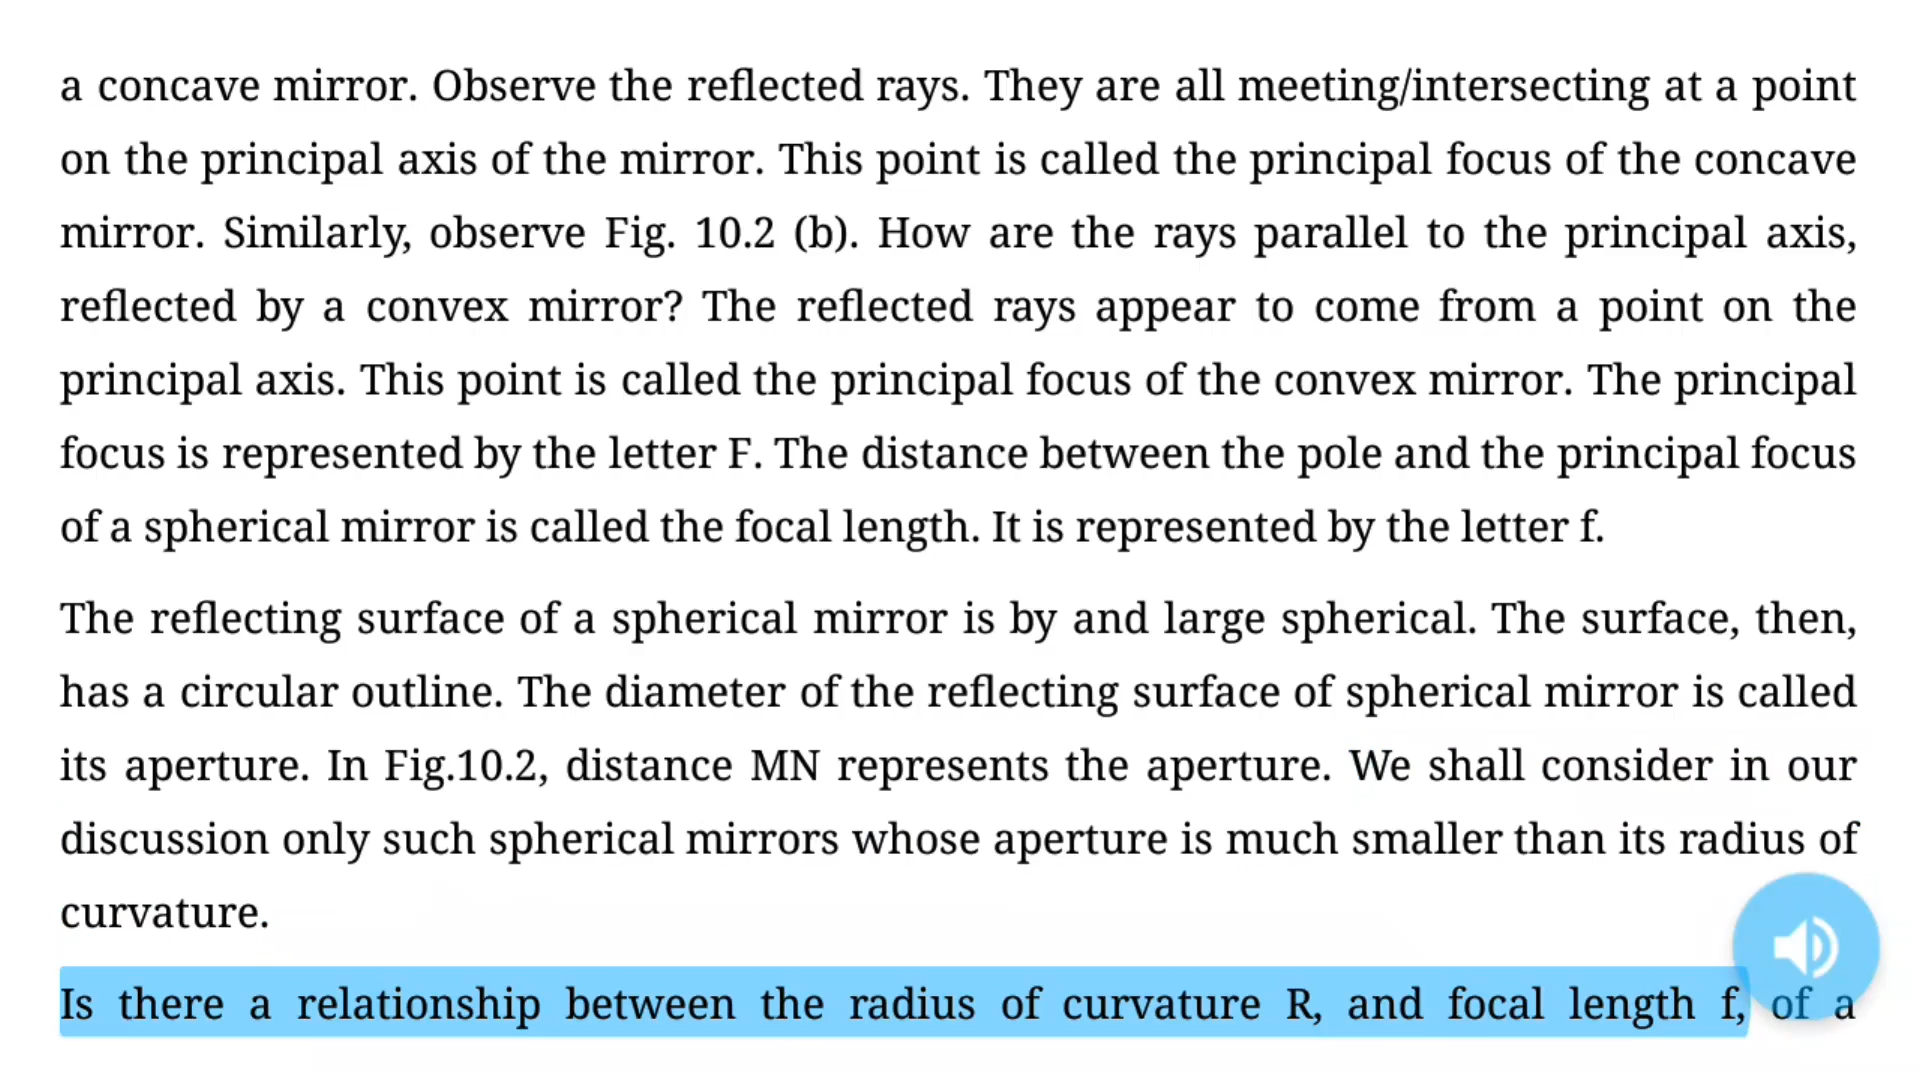 a concave mirror. Observe the reflected rays. They are all meeting/intersecting at a point
on the principal axis of the mirror. This point is called the principal focus of the concave
mirror. Similarly, observe Fig. 10.2 (b). How are the rays parallel to the principal axis,
reflected by a convex mirror? The reflected rays appear to come from a point on the
principal axis. This point is called the principal focus of the convex mirror. The principal
focus is represented by the letter F. The distance between the pole and the principal focus
of a spherical mirror is called the focal length. It is represented by the letter f.
The reflecting surface of a spherical mirror is by and large spherical. The surface, then,
has a circular outline. The diameter of the reflecting surface of spherical mirror is called
its aperture. In Fig.10.2, distance MN represents the aperture. We shall consider in our
discussion only such spherical mirrors whose aperture is much smaller than its radius of
curvature.
Is there a relationship between the radius of curvature R, and focal length f, of a